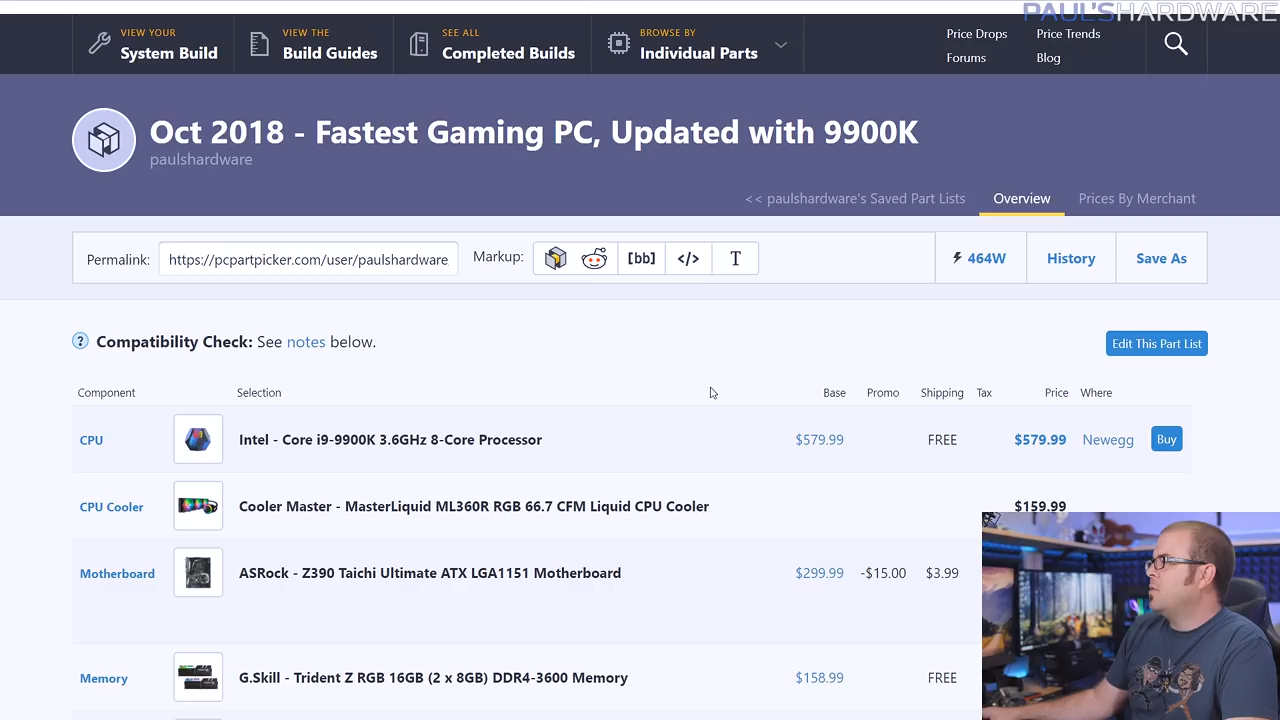 PAUL'SHARDWARE
VIEW YOUR
System Build
VIEW THE
Build Guides
SEE ALL
Completed Builds
BROWSE BY
Individual Parts
Price Drops
Price Trends
Forums
Blog
Oct 2018 - Fastest Gaming PC, Updated with 9900K
paulshardware
<< paulshardware's Saved Part Lists
Overview
Prices By Merchant
Permalink: https://pcpartpicker.com/user/paulshardware
Markup: [bb] </> T
464W
History
Save As
? Compatibility Check: See notes below.
Edit This Part List
Component Selection Base Promo Shipping Tax Price Where
CPU Intel - Core i9-9900K 3.6GHz 8-Core Processor $579.99 FREE $579.99 Newegg Buy
CPU Cooler Cooler Master - MasterLiquid ML360R RGB 66.7 CFM Liquid CPU Cooler $159.99
Motherboard ASRock - Z390 Taichi Ultimate ATX LGA1151 Motherboard $299.99 -$15.00 $3.99
Memory G.Skill - Trident Z RGB 16GB (2 x 8GB) DDR4-3600 Memory $158.99 FREE